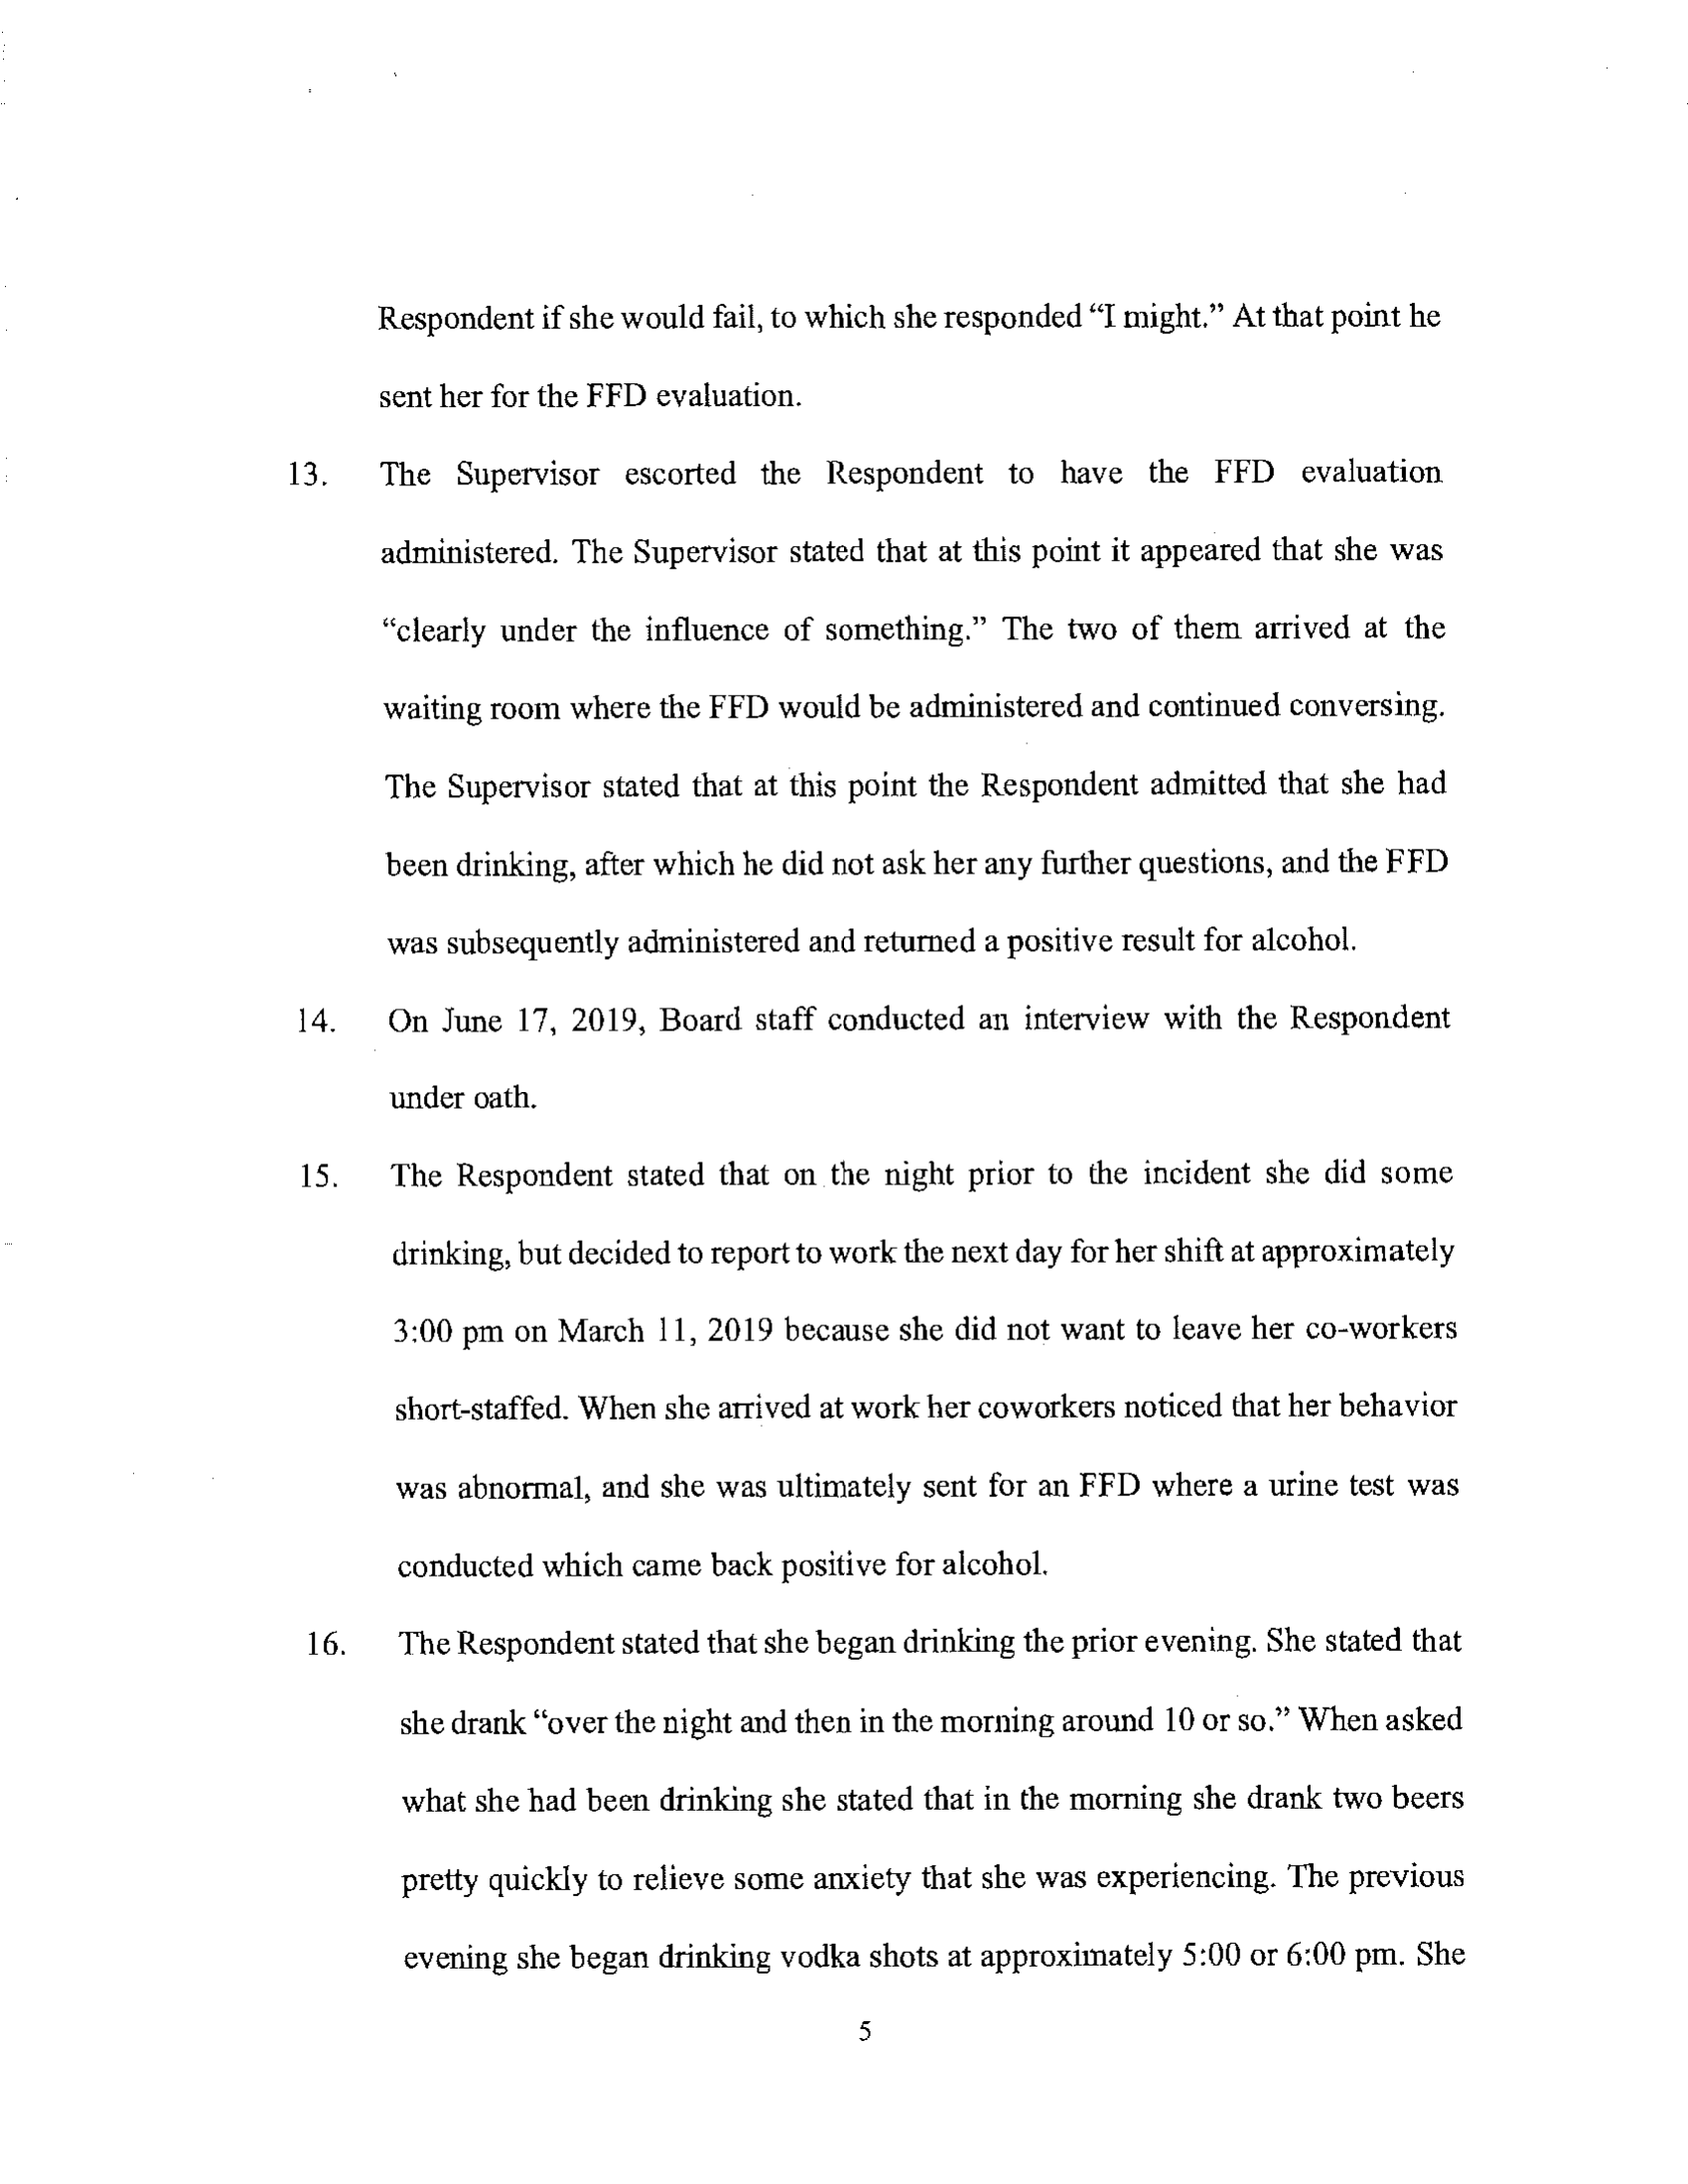 Respondent if she would fail, to which she responded “I might.” At that point he
sent her for the FFD evaluation.
13. The Supervisor escorted the Respondent to have the FFD evaluation
administered. The Supervisor stated that at this point it appeared that she was
“clearly under the influence of something.” The two of them arrived at the
waiting room where the FFD would be administered and continued conversing.
The Supervisor stated that at this point the Respondent admitted that she had
been drinking, after which he did not ask her any further questions, and the FFD
was subsequently administered and returned a positive result for alcohol.
14. On June 17, 2019, Board staff conducted an interview with the Respondent
under oath.
15. The Respondent stated that on the night prior to the incident she did some
drinking, but decided to report to work the next day for her shift at approximately
3:00 pm on March 11, 2019 because she did not want to leave her co-workers
short-staffed. When she arrived at work her coworkers noticed that her behavior
was abnormal, and she was ultimately sent for an FFD where a urine test was
conducted which came back positive for alcohol.
16. The Respondent stated that she began drinking the prior evening. She stated that
she drank “over the night and then in the morning around 10 or so.” When asked
what she had been drinking she stated that in the morning she drank two beers
pretty quickly to relieve some anxiety that she was experiencing. The previous
evening she began drinking vodka shots at approximately 5:00 or 6:00 pm. She
5